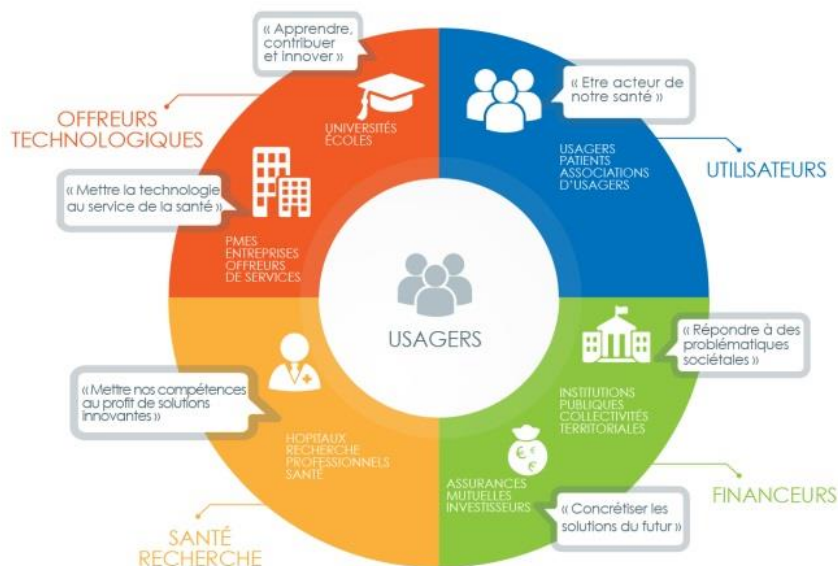 « Apprendre,
contribuer
et innover »
OFFREURS
TECHNOLOGIQUES
UNIVERSITÉS
ÉCOLES
« Mettre la technologie
au service de la santé »
PMES
ENTREPRISES
OFFREURS
DE SERVICES
« Etre acteur de
notre santé »
USAGERS
PATIENTS
ASSOCIATIONS
D'USAGERS
UTILISATEURS
USAGERS
« Mettre nos compétences
au profit de solutions
innovantes »
HOPITAUX
RECHERCHE
PROFESSIONNELS
SANTÉ
SANTÉ
RECHERCHE
« Répondre à des
problématiques
sociétales »
INSTITUTIONS
PUBLIQUES
COLLECTIVITÉS
TERRITORIALES
€ €
€
ASSURANCES
MUTUELLES
INVESTISSEURS
« Concrétiser les
solutions du futur »
FINANCEURS